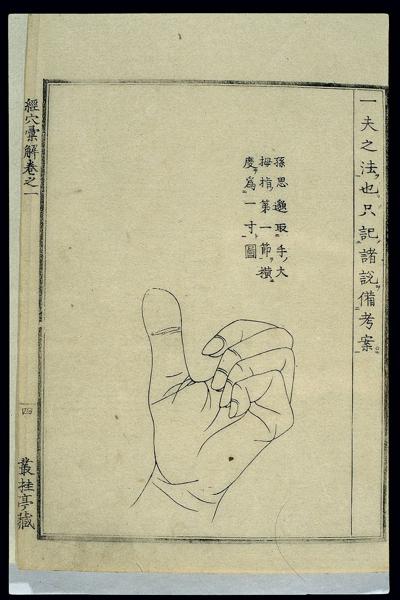 一夫之法也只記諸說備考案
孫思邈取手大
拇指第一節橫
度為一寸圖
經穴彙解卷之一
四
叢桂亭藏